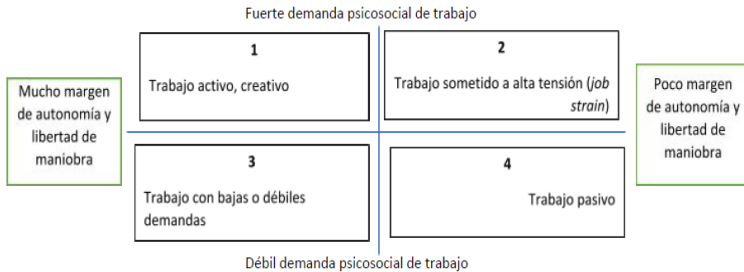 Fuerte demanda psicosocial de trabajo
1
Trabajo activo, creativo
2
Trabajo sometido a alta tensión (job
strain)
Mucho margen
de autonomía y
libertad de
maniobra
Poco margen
de autonomía y
libertad de
maniobra
3
Trabajo con bajas o débiles
demandas
4
Trabajo pasivo
Débil demanda psicosocial de trabajo